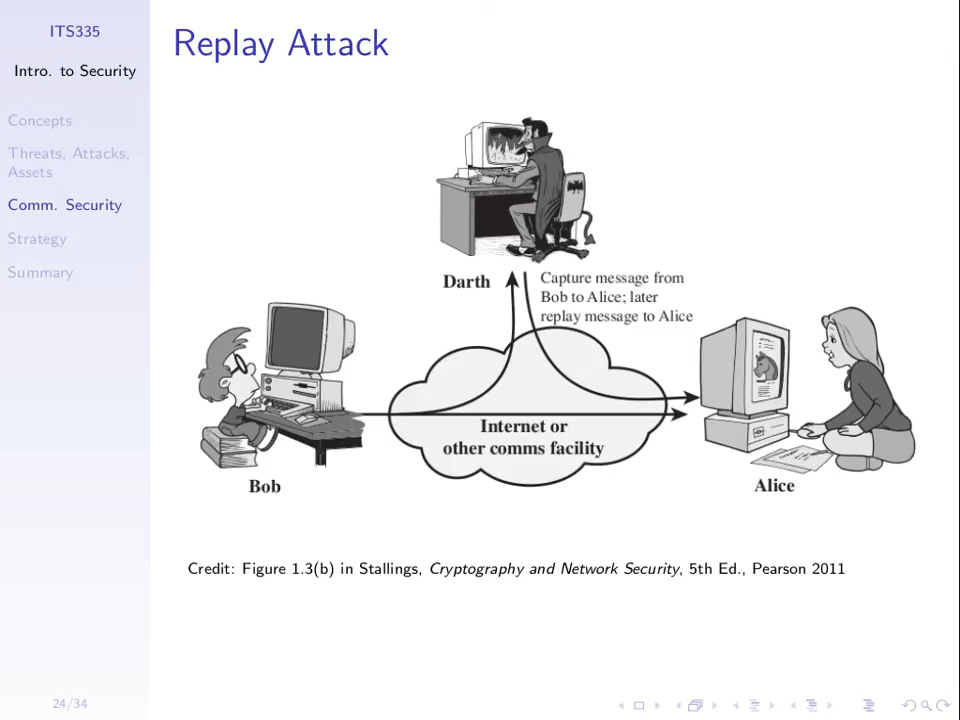 ITS335
Intro. to Security
Concepts
Threats, Attacks,
Assets
Comm. Security
Strategy
Summary
24/34
Replay Attack
Darth
Capture message from
Bob to Alice; later
replay message to Alice
Internet or
other comms facility
Bob
Alice
Credit: Figure 1.3(b) in Stallings, Cryptography and Network Security, 5th Ed., Pearson 2011